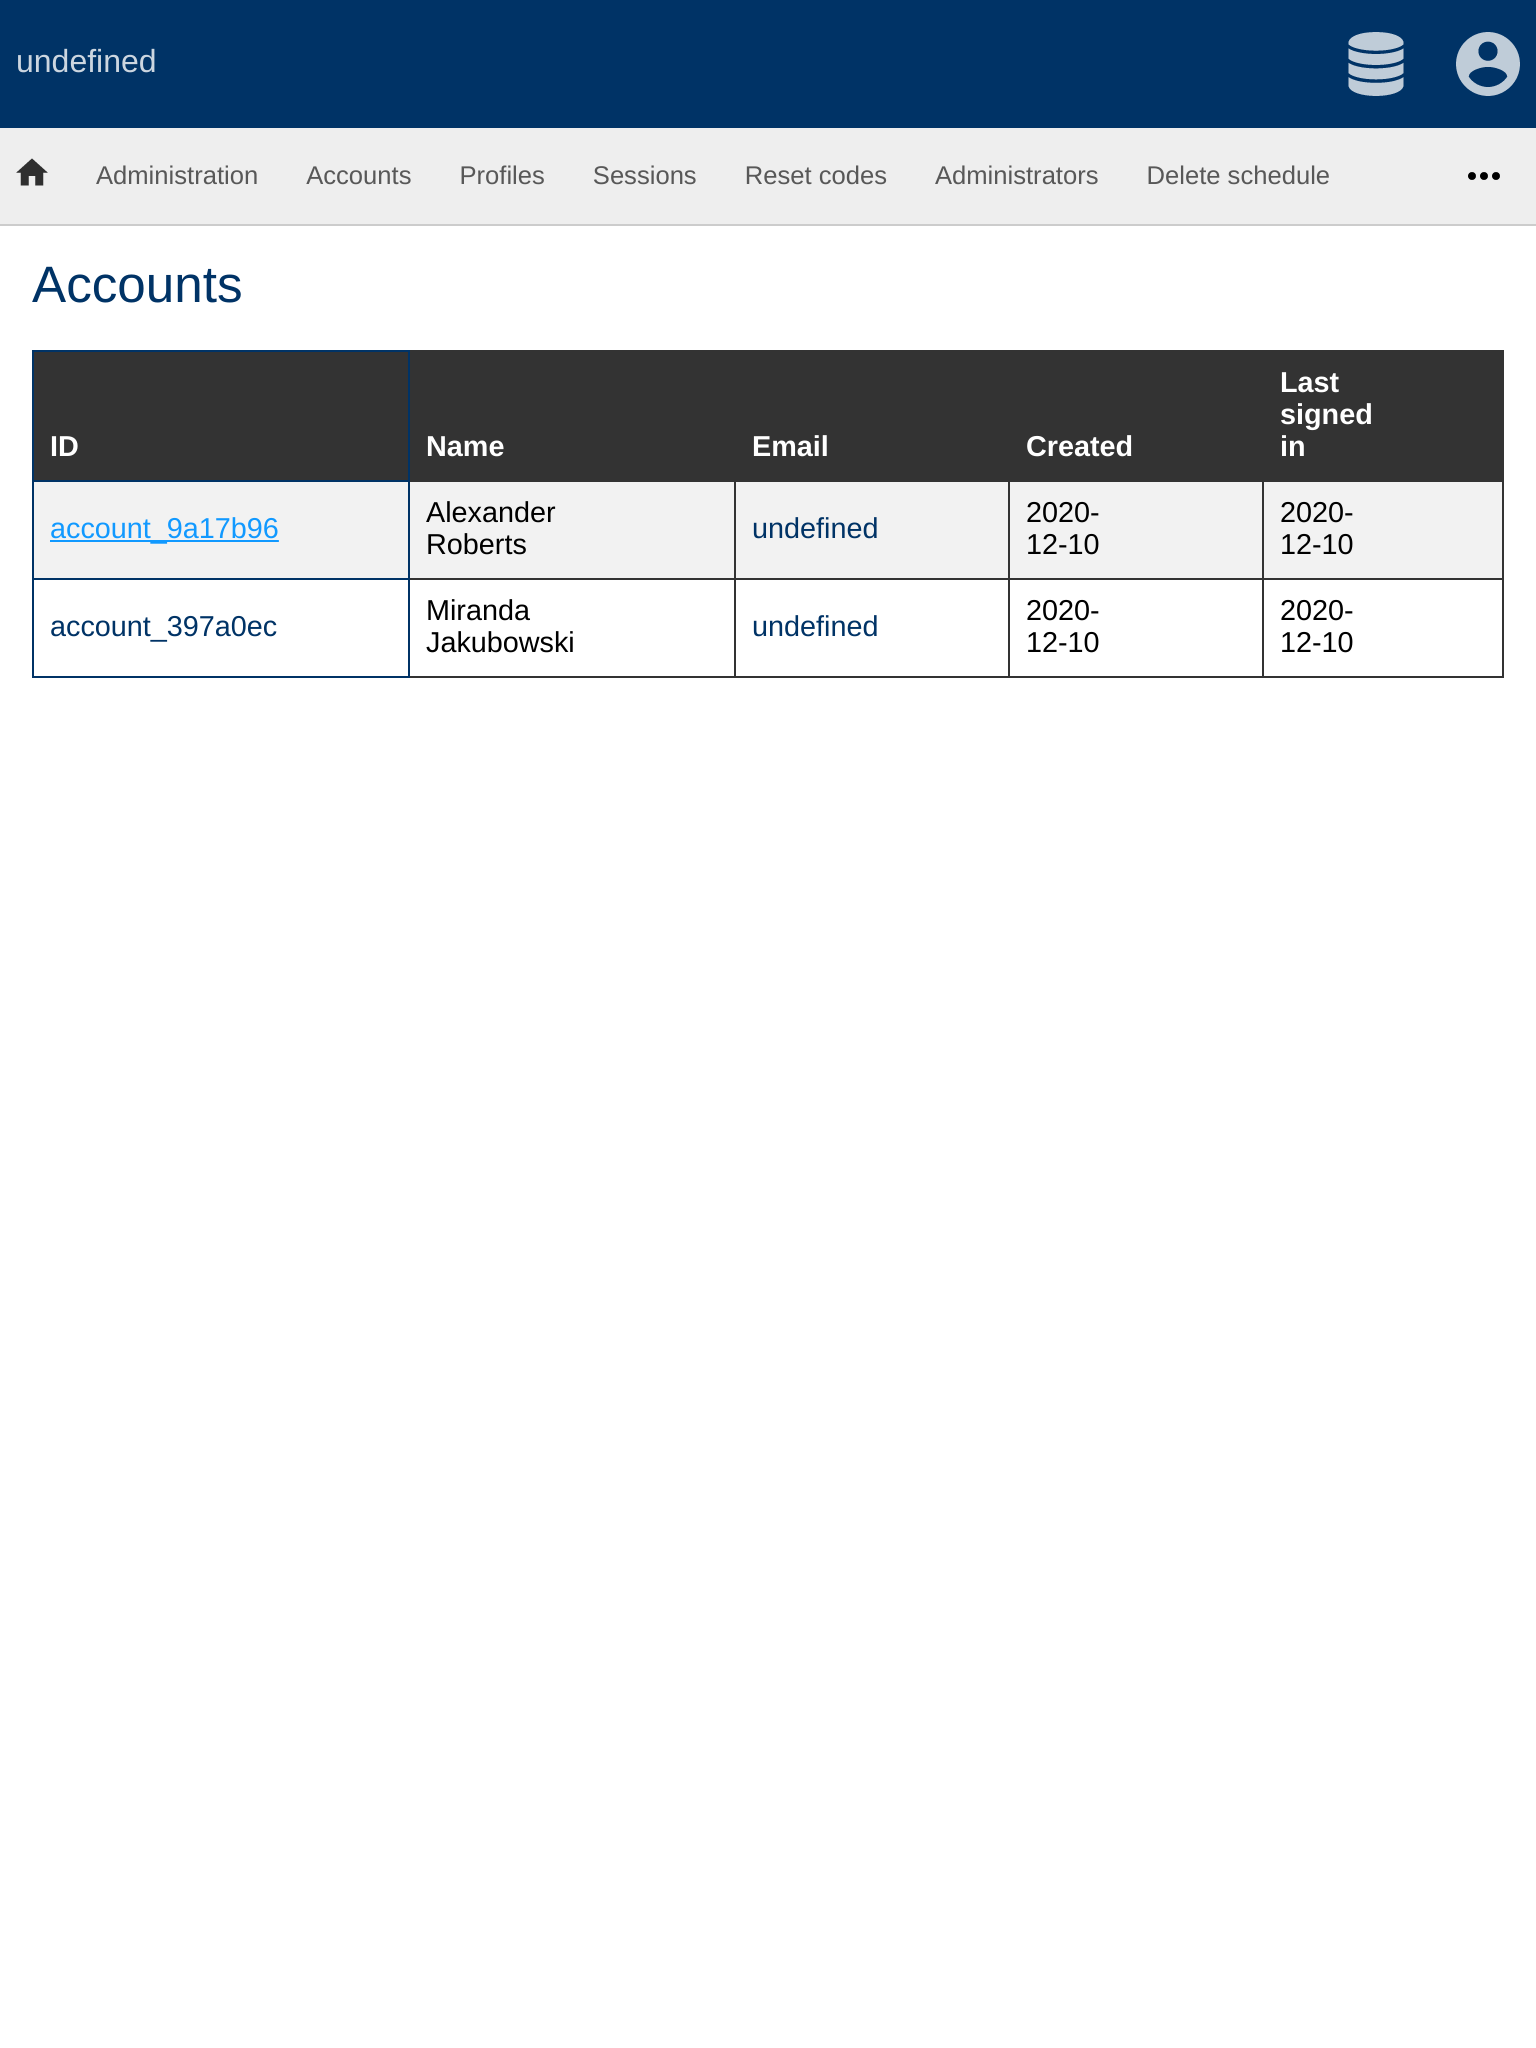 undefined
Administration Accounts Profiles Sessions Reset codes Administrators Delete schedule
Accounts
ID Name Email Created Last signed in
account_9a17b96 Alexander Roberts undefined 2020-12-10 2020-12-10
account_397a0ec Miranda Jakubowski undefined 2020-12-10 2020-12-10